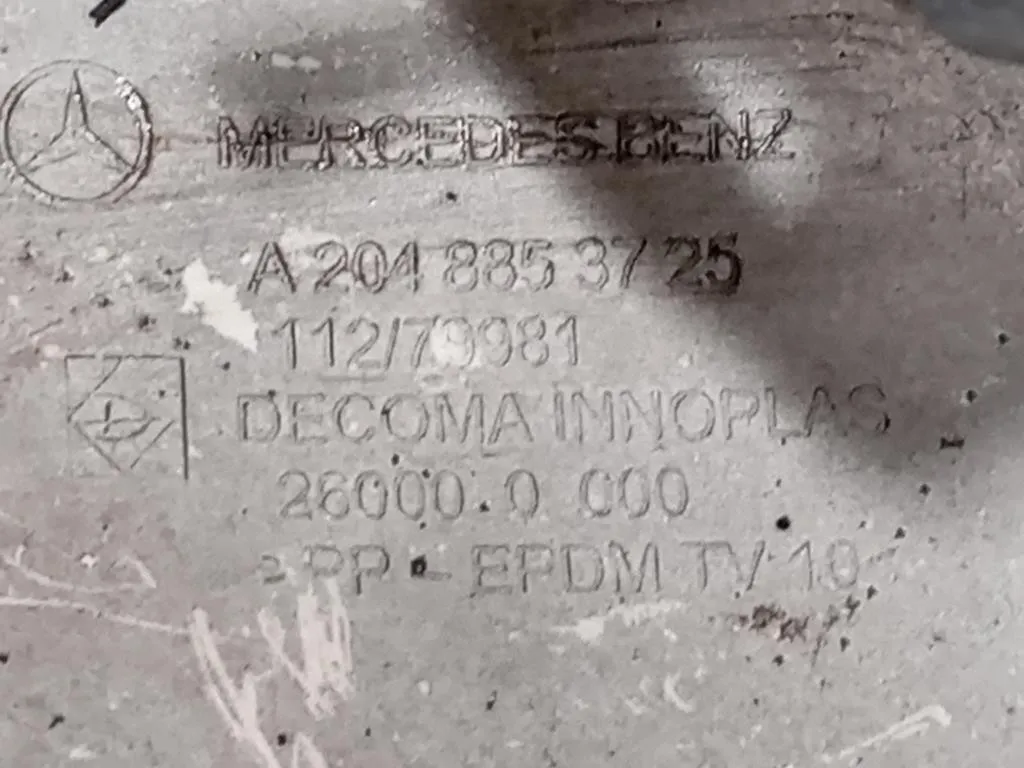 MERCEDES-BENZ
A 204 885 37 25
112/79981
DECOMA INNOPLAS
26000.0 000
>PP - EPDM TV 10